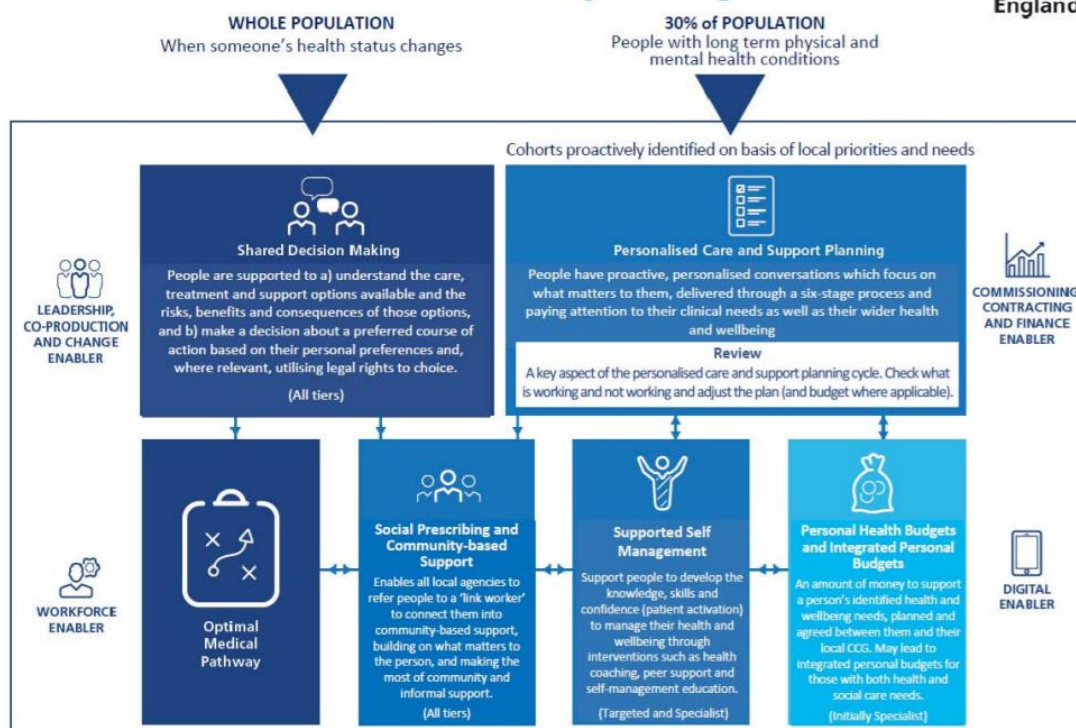 England
WHOLE POPULATION
When someone's health status changes
30% of POPULATION
People with long term physical and
mental health conditions
Cohorts proactively identified on basis of local priorities and needs
LEADERSHIP,
CO-PRODUCTION
AND CHANGE
ENABLER
Shared Decision Making
People are supported to a) understand the care,
treatment and support options available and the
risks, benefits and consequences of those options,
and b) make a decision about a preferred course of
action based on their personal preferences and,
where relevant, utilising legal rights to choice.
(All tiers)
Personalised Care and Support Planning
People have proactive, personalised conversations which focus on
what matters to them, delivered through a six-stage process and
paying attention to their clinical needs as well as their wider health
and wellbeing
Review
A key aspect of the personalised care and support planning cycle. Check what
is working and not working and adjust the plan (and budget where applicable).
COMMISSIONING,
CONTRACTING
AND FINANCE
ENABLER
WORKFORCE
ENABLER
Optimal
Medical
Pathway
Social Prescribing and
Community-based
Support
Enables all local agencies to
refer people to a 'link worker'
to connect them into
community-based support,
building on what matters to
the person, and making the
most of community and
informal support.
(All tiers)
Supported Self
Management
Support people to develop the
knowledge, skills and
confidence (patient activation)
to manage their health and
wellbeing through
interventions such as health
coaching, peer support and
self-management education.
(Targeted and Specialist)
Personal Health Budgets
and Integrated Personal
Budgets
An amount of money to support
a person's identified health and
wellbeing needs, planned and
agreed between them and their
local CCG. May lead to
integrated personal budgets for
those with both health and
social care needs.
(Initially Specialist)
DIGITAL
ENABLER